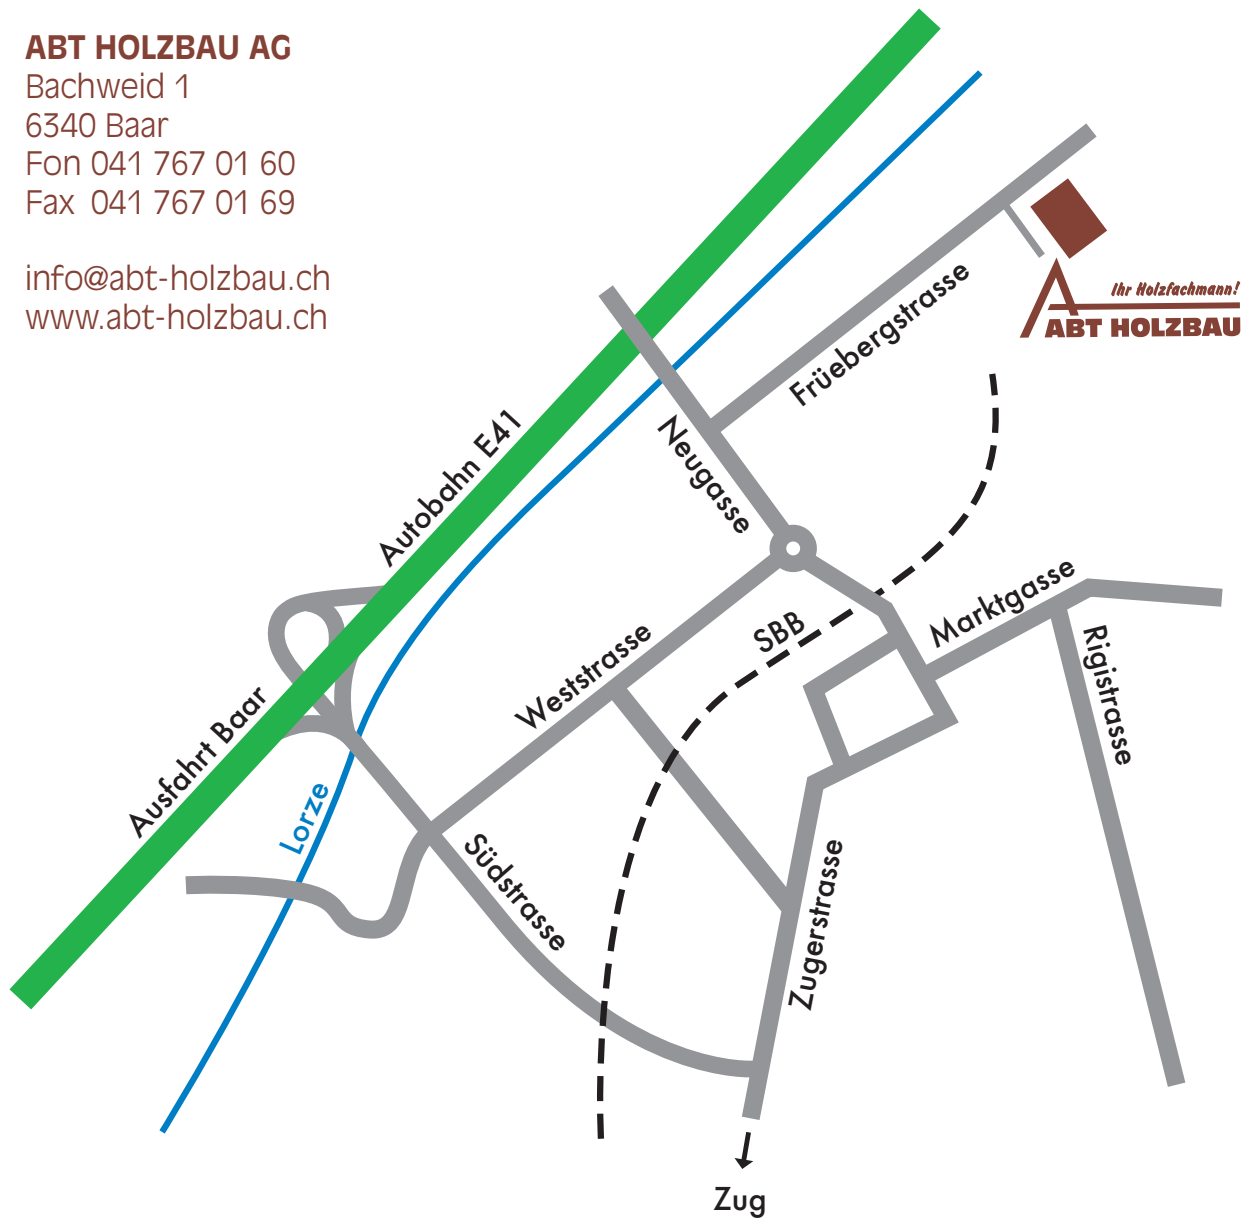 ABT HOLZBAU AG
Bachweid 1
6340 Baar
Fon 041 767 01 60
Fax 041 767 01 69
info@abt-holzbau.ch
www.abt-holzbau.ch
Ihr Holzfachmann!
ABT HOLZBAU
Früebergstrasse
Autobahn E41
Neugasse
Marktgasse
SBB
Weststrasse
Rigistrasse
Ausfahrt Baar
Lorze
Südstrasse
Zugerstrasse
Zug